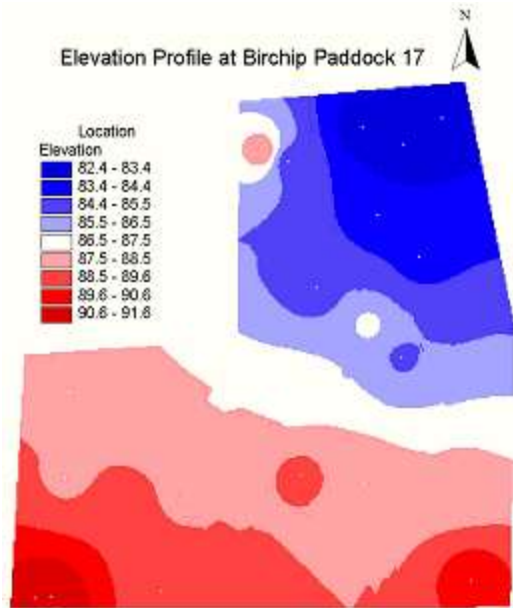 N
Elevation Profile at Birchip Paddock 17
Location
Elevation
82.4 - 83.4
83.4 - 84.4
84.4 - 85.5
85.5 - 86.5
86.5 - 87.5
87.5 - 88.5
88.5 - 89.6
89.6 - 90.6
90.6 - 91.6